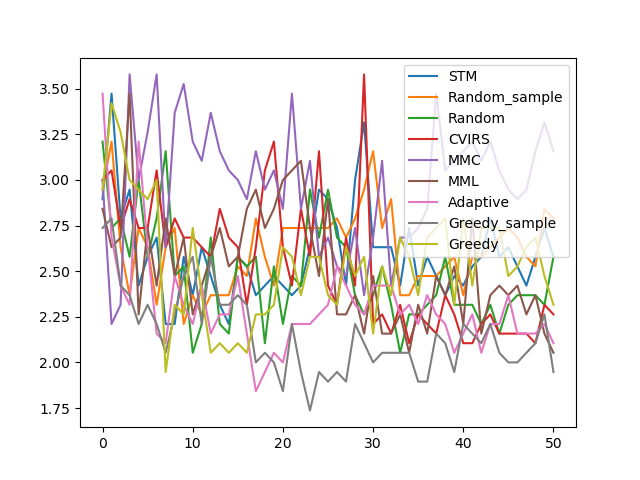 3.50
3.25
3.00
2.75
2.50
2.25
2.00
1.75
0
10
20
30
40
50
STM
Random_sample
Random
CVIRS
MMC
MML
Adaptive
Greedy_sample
Greedy